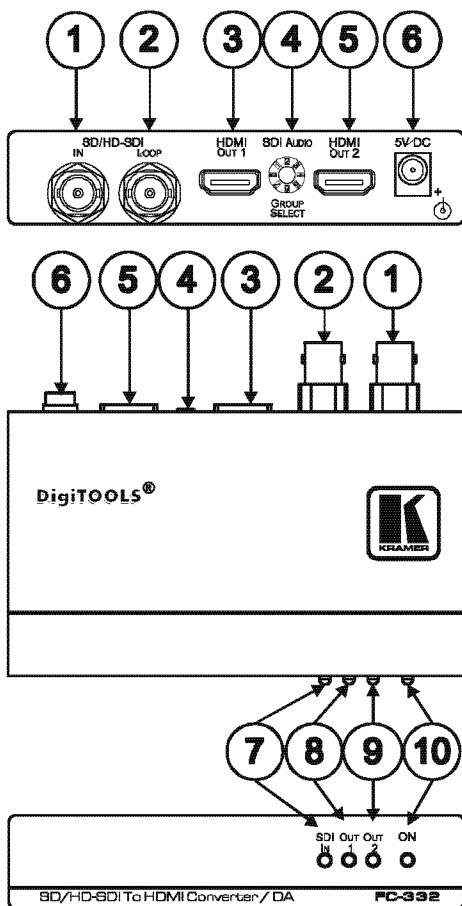 1 2 3 4 5 6
SD/HD-SDI
IN LOOP
HDMI
OUT 1
SDI AUDIO
GROUP
SELECT
HDMI
OUT 2
5V DC
+
6 5 4 3 2 1
DigiTOOLS®
K
KRAMER
7 8 9 10
SDI
IN
OUT
1
OUT
2
ON
SD/HD-SDI To HDMI Converter / DA FC-332